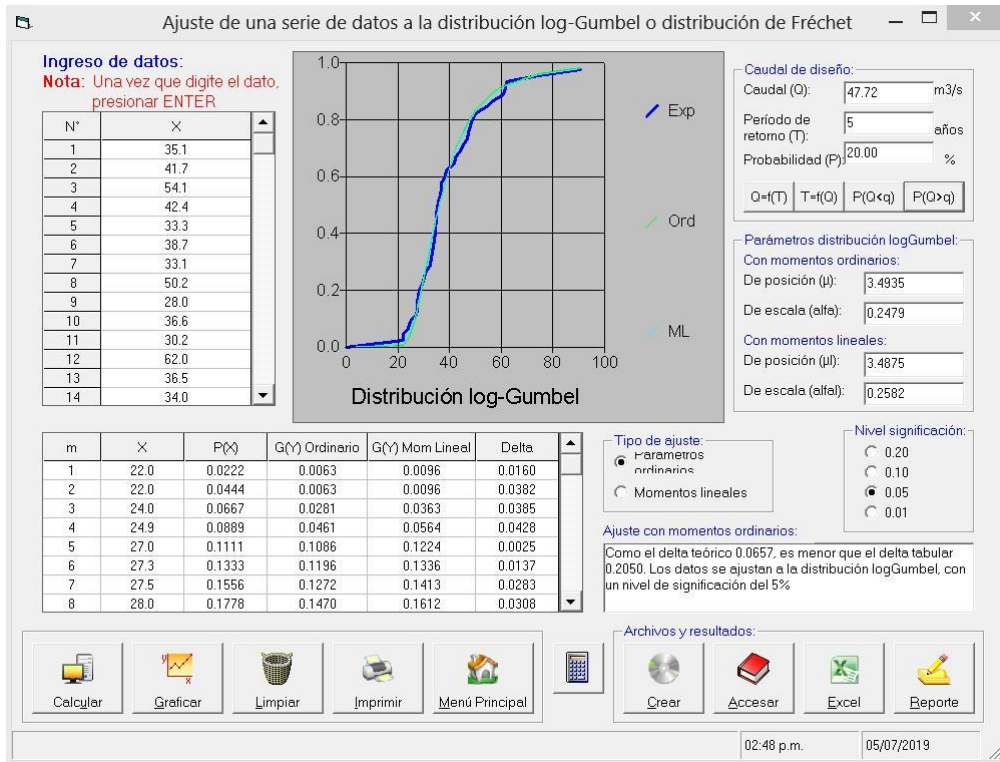 Ajuste de una serie de datos a la distribución log-Gumbel o distribución de Fréchet
Ingreso de datos:
Nota: Una vez que digite el dato,
presionar ENTER
N° X
1 35.1
2 41.7
3 54.1
4 42.4
5 33.3
6 38.7
7 33.1
8 50.2
9 28.0
10 36.6
11 30.2
12 62.0
13 36.5
14 34.0
1.0
0.8
0.6
0.4
0.2
0.0
0 20 40 60 80 100
Distribución log-Gumbel
Exp
Ord
ML
Caudal de diseño:
Caudal (Q): 47.72 m3/s
Período de
retorno (T): 5 años
Probabilidad (P): 20.00 %
Q=f(T) T=f(Q) P(Q<q) P(Q>q)
Parámetros distribución logGumbel:
Con momentos ordinarios:
De posición (µ): 3.4935
De escala (alfa): 0.2479
Con momentos lineales:
De posición (µl): 3.4875
De escala (alfal): 0.2582
m X P(X) G(Y) Ordinario G(Y) Mom Lineal Delta
1 22.0 0.0222 0.0063 0.0096 0.0160
2 22.0 0.0444 0.0063 0.0096 0.0382
3 24.0 0.0667 0.0281 0.0363 0.0385
4 24.9 0.0889 0.0461 0.0564 0.0428
5 27.0 0.1111 0.1086 0.1224 0.0025
6 27.3 0.1333 0.1196 0.1336 0.0137
7 27.5 0.1556 0.1272 0.1413 0.0283
8 28.0 0.1778 0.1470 0.1612 0.0308
Tipo de ajuste:
Parámetros
ordinarios
Momentos lineales
Nivel significación:
0.20
0.10
0.05
0.01
Ajuste con momentos ordinarios:
Como el delta teórico 0.0657, es menor que el delta tabular
0.2050. Los datos se ajustan a la distribución logGumbel, con
un nivel de significación del 5%
Calcular Graficar Limpiar Imprimir Menú Principal
Archivos y resultados:
Crear Accesar Excel Reporte
02:48 p.m. 05/07/2019